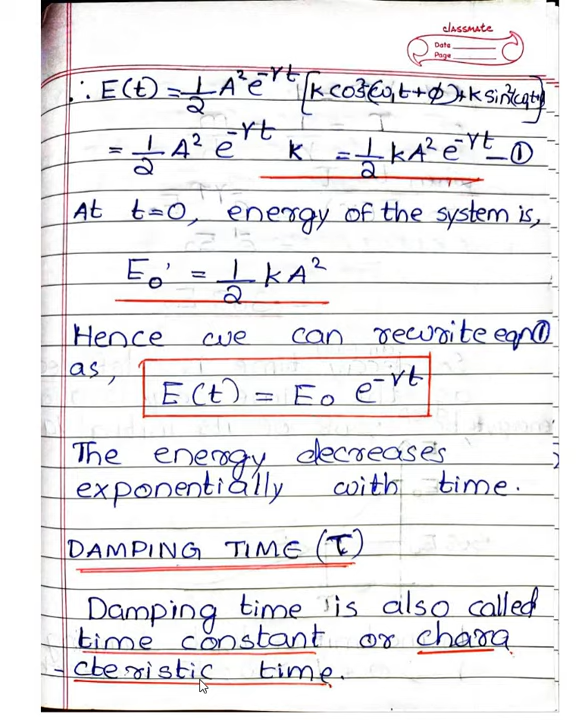 classmate
Date
Page
∴ E(t) = 1/2 A² e^-γt [k cos²(ω₁t+φ)+k sin²(ω₁t+φ)]
= 1/2 A² e^-γt k = 1/2 kA² e^-γt —①
At t=0, energy of the system is,
E₀' = 1/2 kA²
Hence we can rewrite eqn①
as, E(t) = E₀ e^-γt
The energy decreases
exponentially with time.
DAMPING TIME (τ)
Damping time is also called
time constant or chara
-cteristic time.